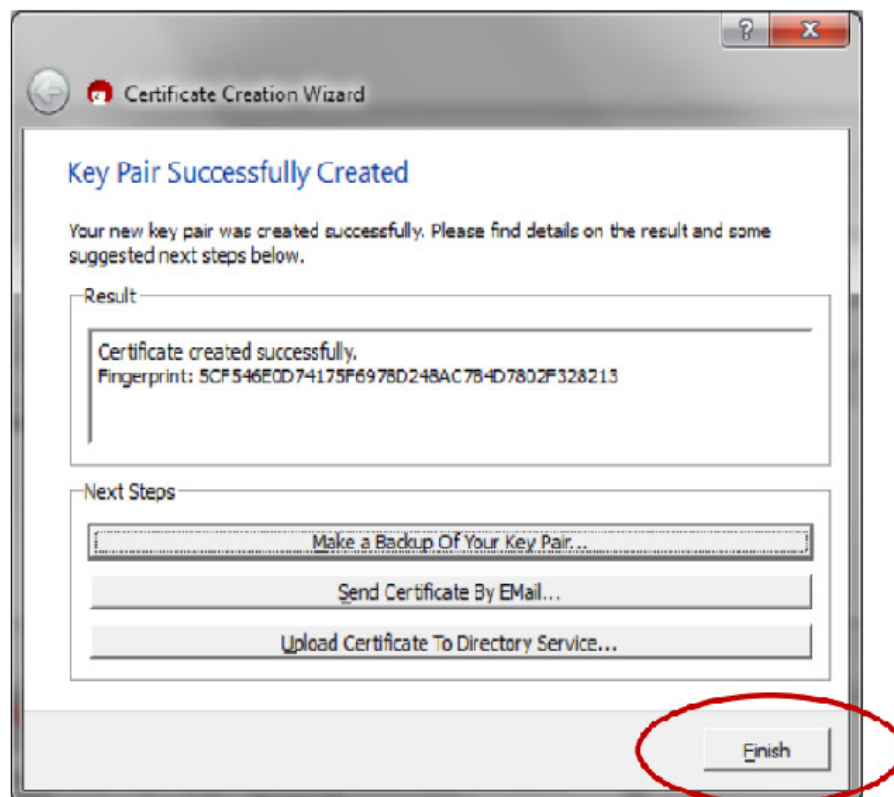 Certificate Creation Wizard
Key Pair Successfully Created
Your new key pair was created successfully. Please find details on the result and some
suggested next steps below.
Result
Certificate created successfully.
Fingerprint: 5CF546E0D74175F6978D248AC7B4D7802F328213
Next Steps
Make a Backup Of Your Key Pair...
Send Certificate By EMail...
Upload Certificate To Directory Service...
Finish